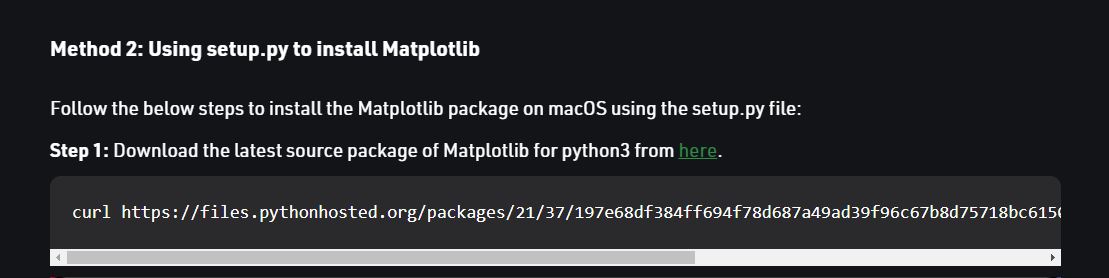 Method 2: Using setup.py to install Matplotlib
Follow the below steps to install the Matplotlib package on macOS using the setup.py file:
Step 1: Download the latest source package of Matplotlib for python3 from here.
curl https://files.pythonhosted.org/packages/21/37/197e68df384ff694f78d687a49ad39f96c67b8d75718bc615